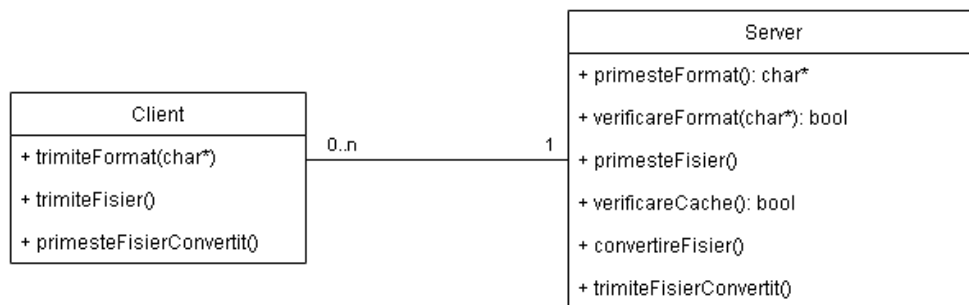 Client
+ trimiteFormat(char*)
+ trimiteFisier()
+ primesteFisierConvertit()
0..n
1
Server
+ primesteFormat(): char*
+ verificareFormat(char*): bool
+ primesteFisier()
+ verificareCache(): bool
+ convertireFisier()
+ trimiteFisierConvertit()